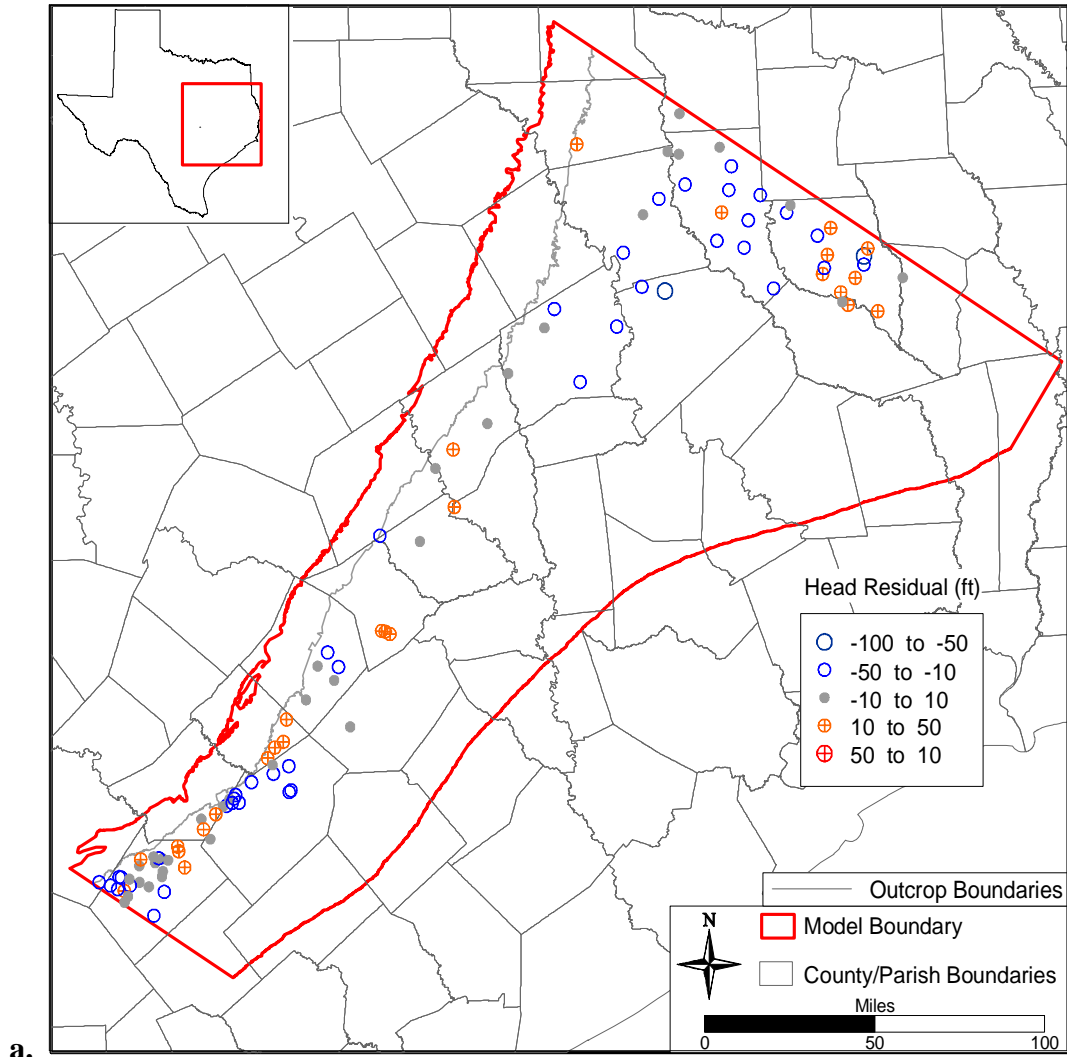 Head Residual (ft)
-100 to -50
-50 to -10
-10 to 10
10 to 50
50 to 10
Outcrop Boundaries
N
Model Boundary
County/Parish Boundaries
Miles
0 50 100
a.